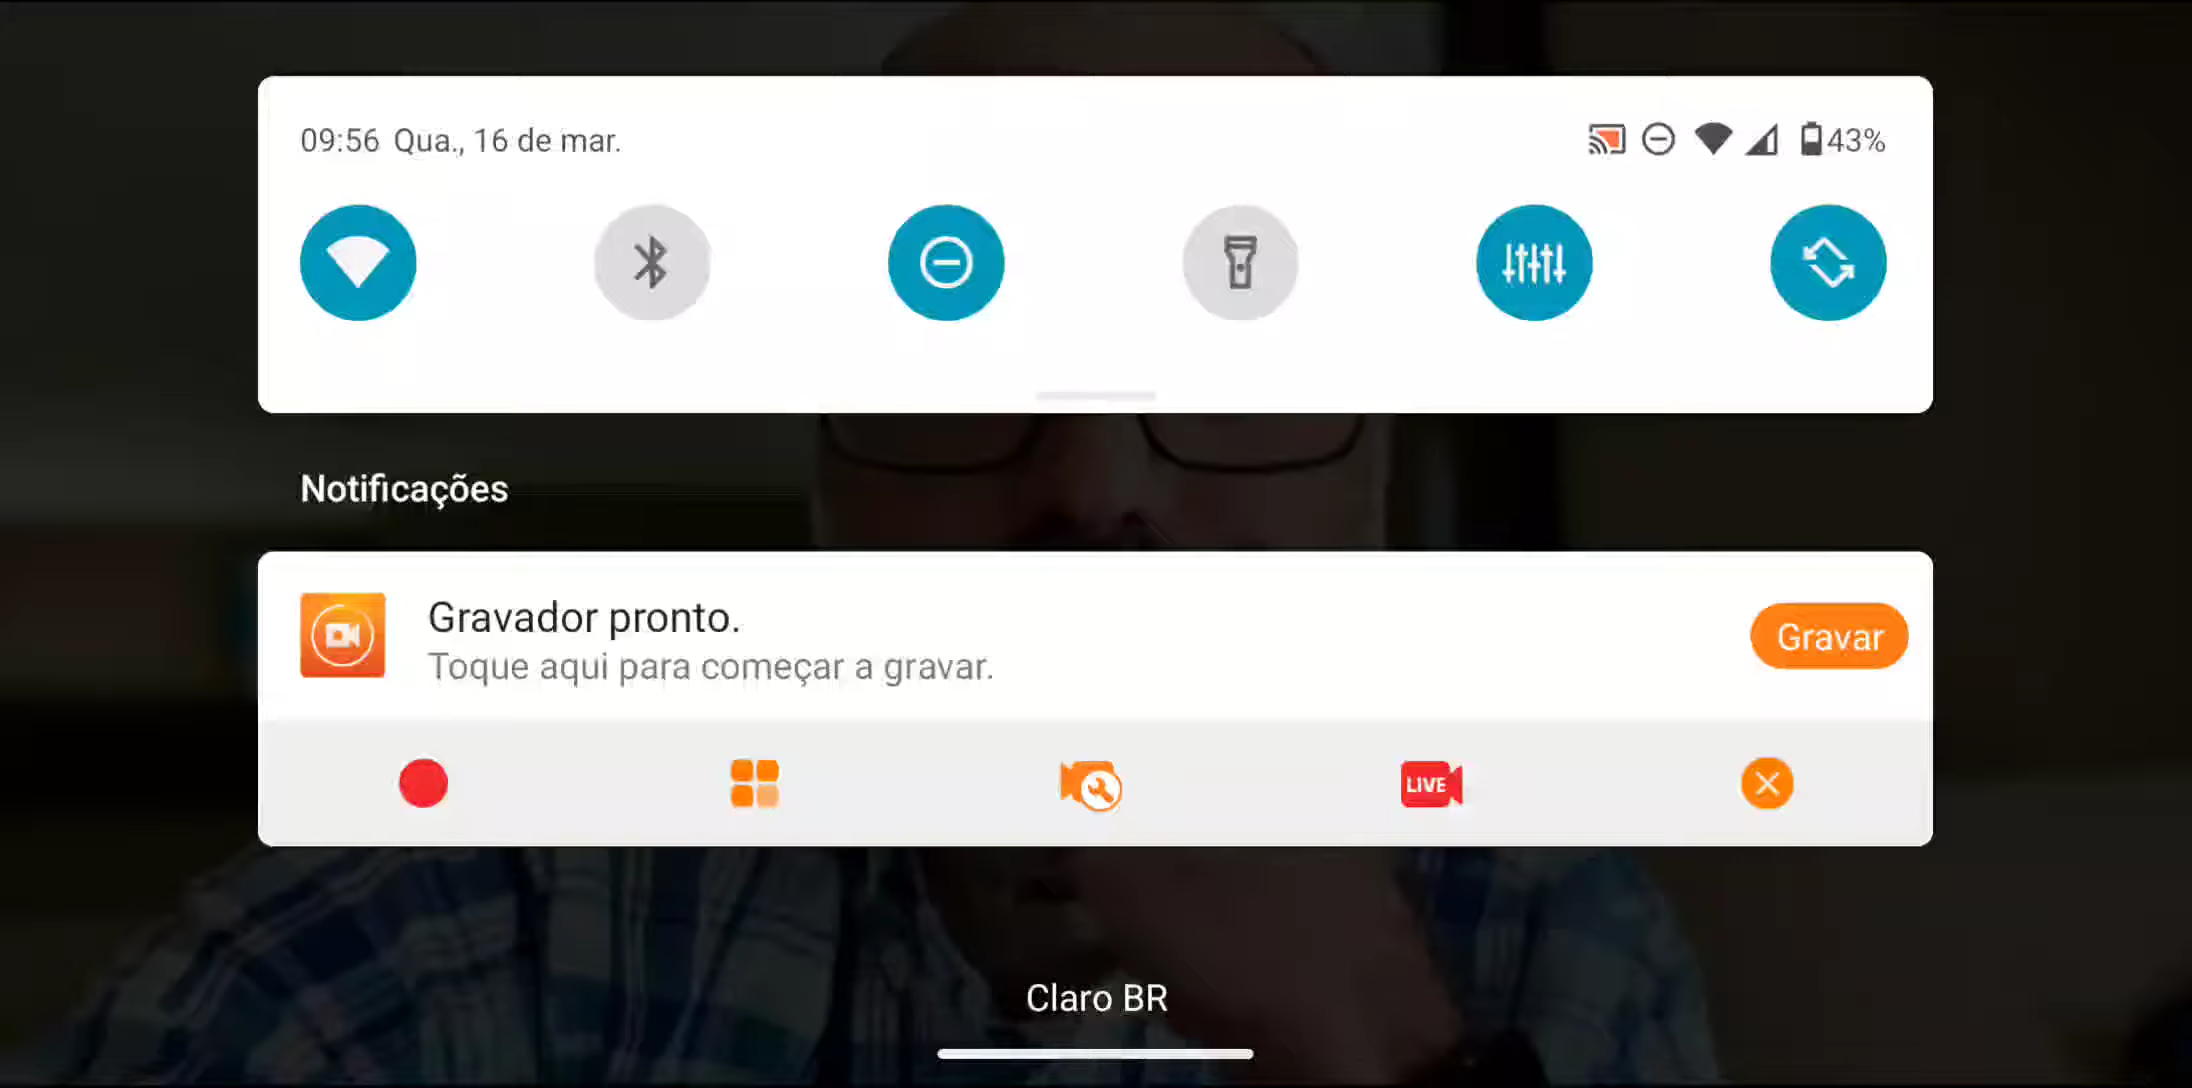 09:56 Qua., 16 de mar.
43%
Notificações
Gravador pronto.
Toque aqui para começar a gravar.
Gravar
LIVE
Claro BR